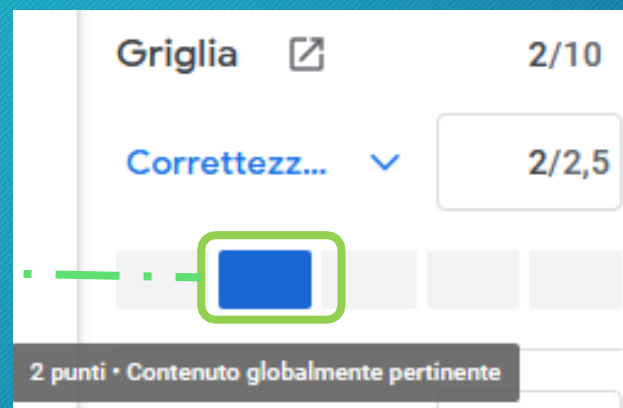 Griglia 2/10
Correttezz... 2/2,5
2 punti • Contenuto globalmente pertinente